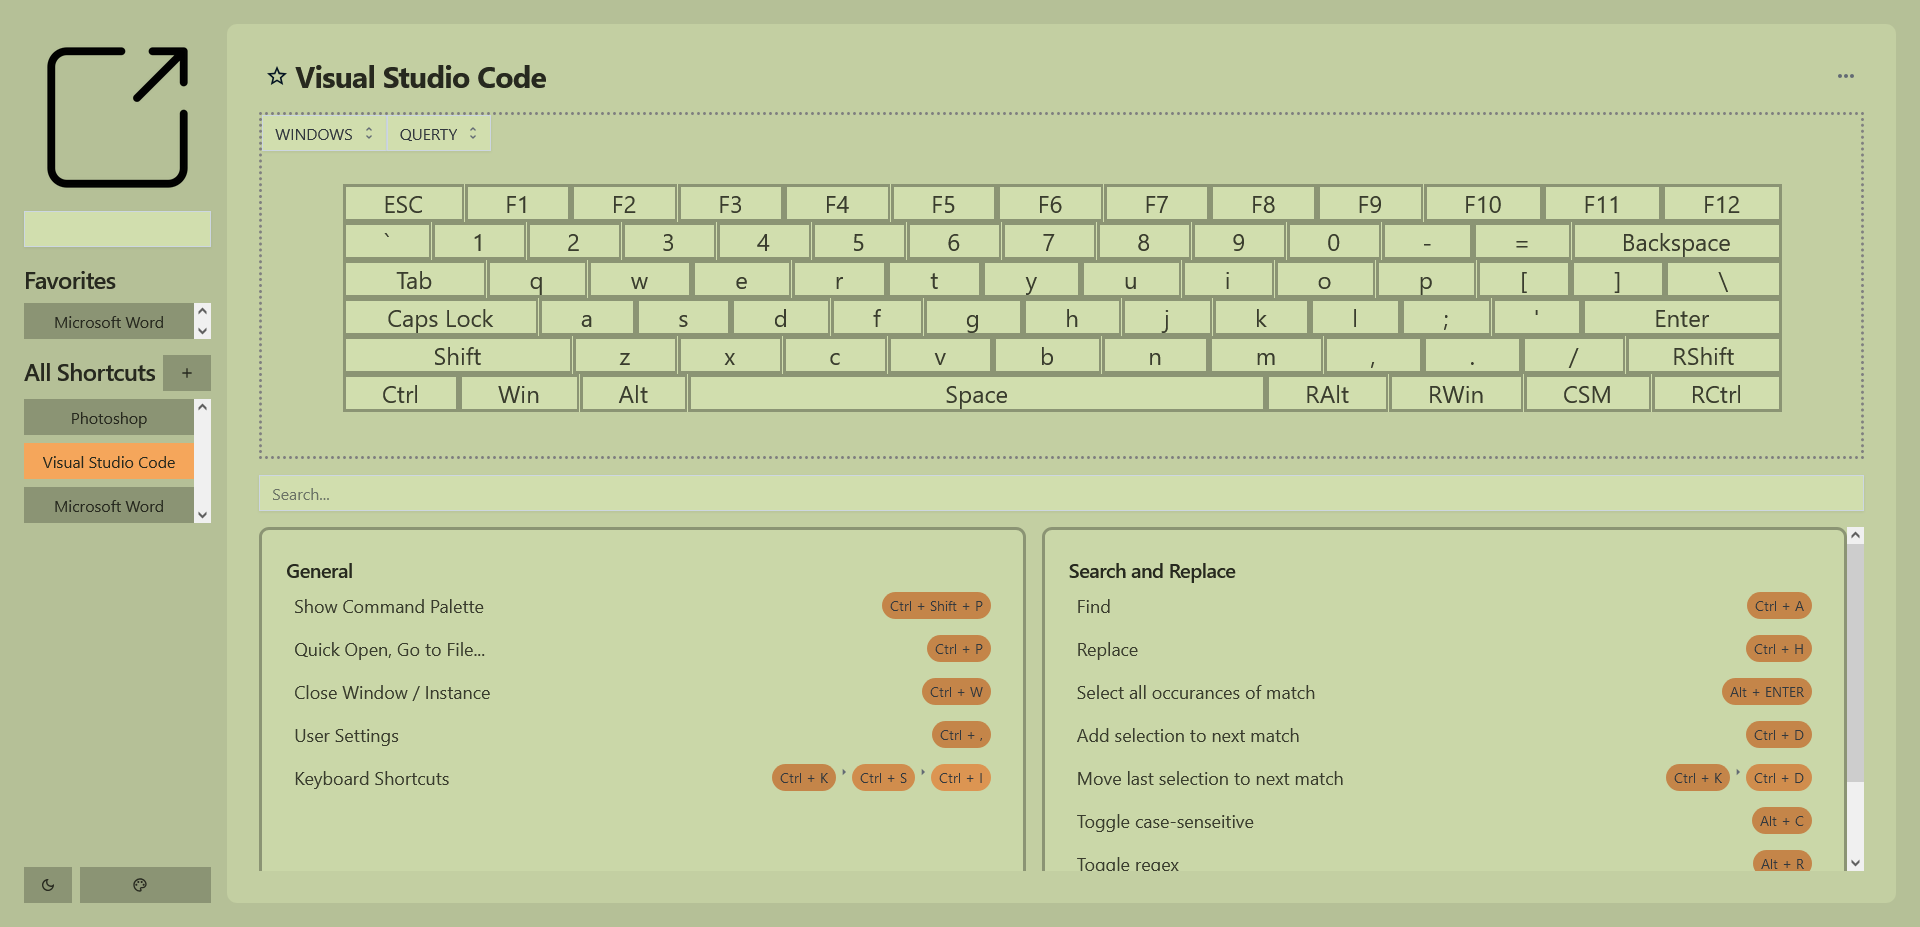 Visual Studio Code
WINDOWS QUERTY
ESC F1 F2 F3 F4 F5 F6 F7 F8 F9 F10 F11 F12
` 1 2 3 4 5 6 7 8 9 0 - = Backspace
Tab q w e r t y u i o p [ ] \
Caps Lock a s d f g h j k l ; ' Enter
Shift z x c v b n m , . / RShift
Ctrl Win Alt Space RAlt RWin CSM RCtrl
Favorites
Microsoft Word
All Shortcuts +
Photoshop
Visual Studio Code
Microsoft Word
Search...
General
Show Command Palette Ctrl + Shift + P
Quick Open, Go to File... Ctrl + P
Close Window / Instance Ctrl + W
User Settings Ctrl + ,
Keyboard Shortcuts Ctrl + K Ctrl + S Ctrl + I
Search and Replace
Find Ctrl + A
Replace Ctrl + H
Select all occurances of match Alt + ENTER
Add selection to next match Ctrl + D
Move last selection to next match Ctrl + K Ctrl + D
Toggle case-senseitive Alt + C
Toggle regex Alt + R